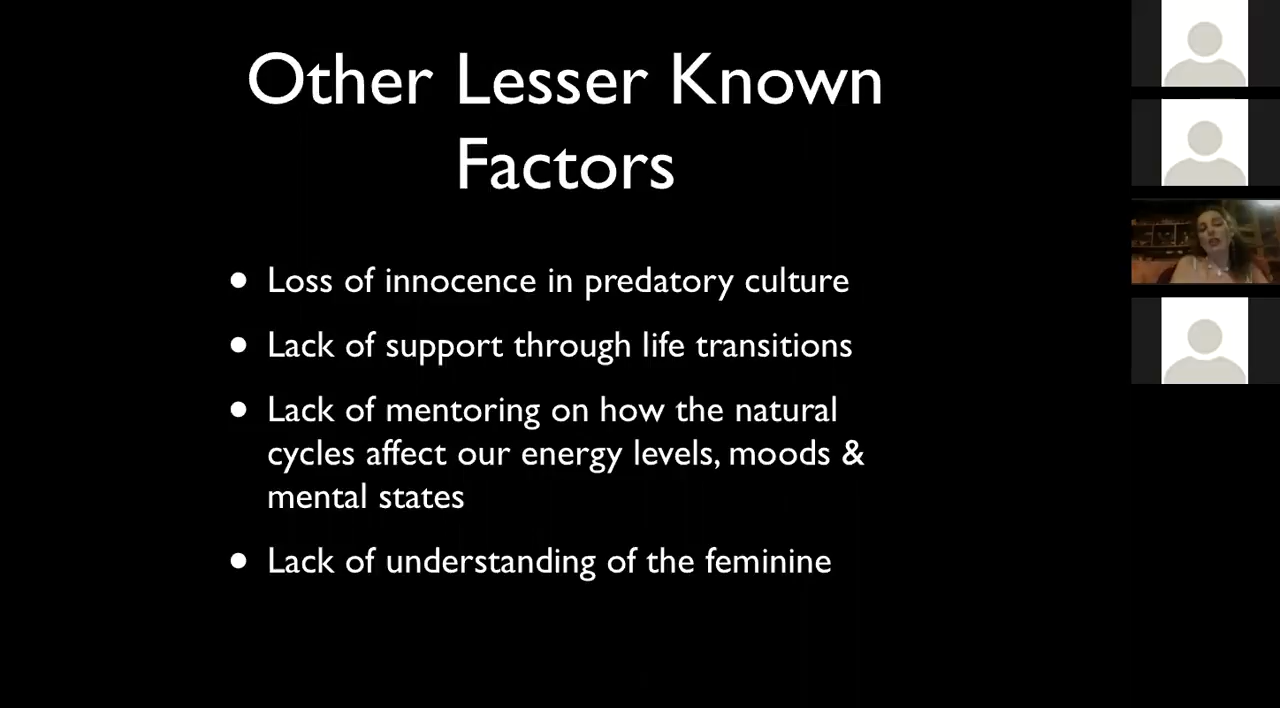 Other Lesser Known
Factors
• Loss of innocence in predatory culture
• Lack of support through life transitions
• Lack of mentoring on how the natural
cycles affect our energy levels, moods &
mental states
• Lack of understanding of the feminine